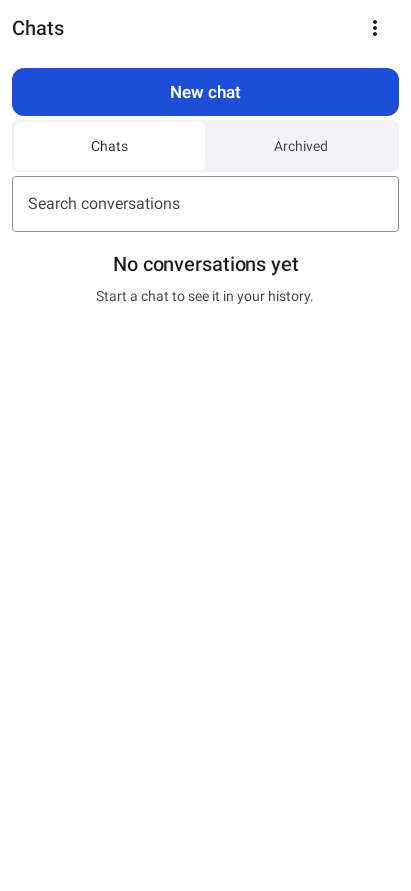 Chats
New chat
Chats
Archived
Search conversations
No conversations yet
Start a chat to see it in your history.